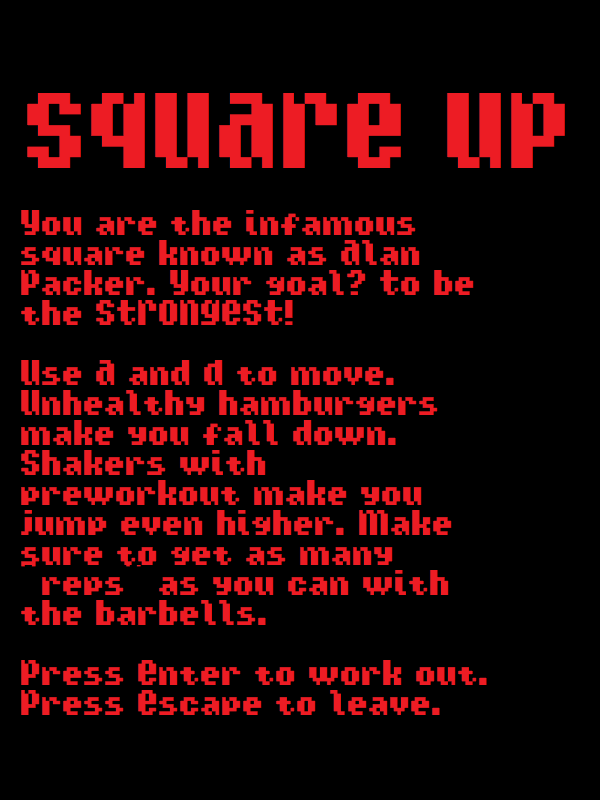 square up
You are the infamous
square known as Alan
Packer. Your goal? To be
the STRONGEST!
Use A and D to move.
Unhealthy hamburgers
make you fall down.
Shakers with
preworkout make you
jump even higher. Make
sure to get as many
"reps" as you can with
the barbells.
Press Enter to work out.
Press Escape to leave.